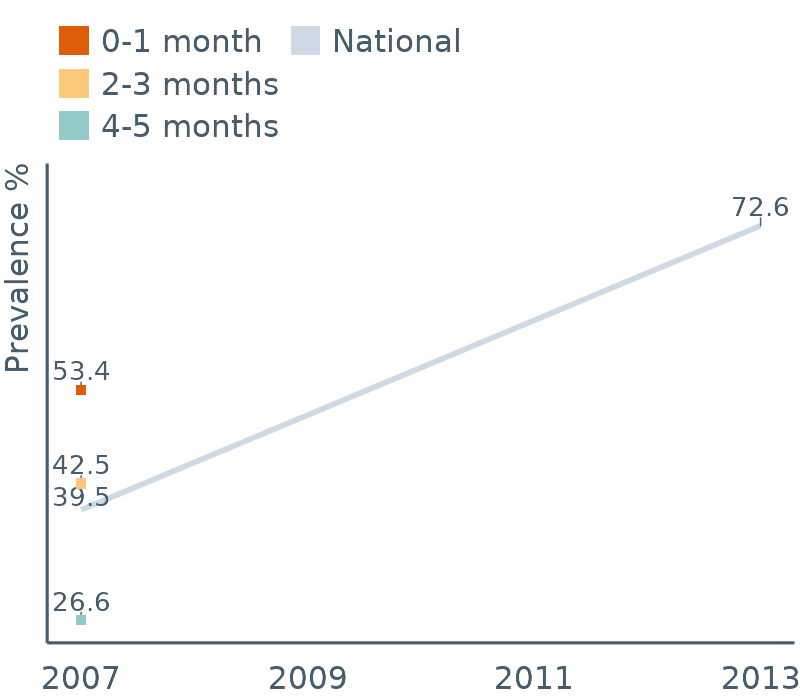 0-1 month
National
2-3 months
4-5 months
Prevalence %
72.6
53.4
42.5
39.5
26.6
2007
2009
2011
2013